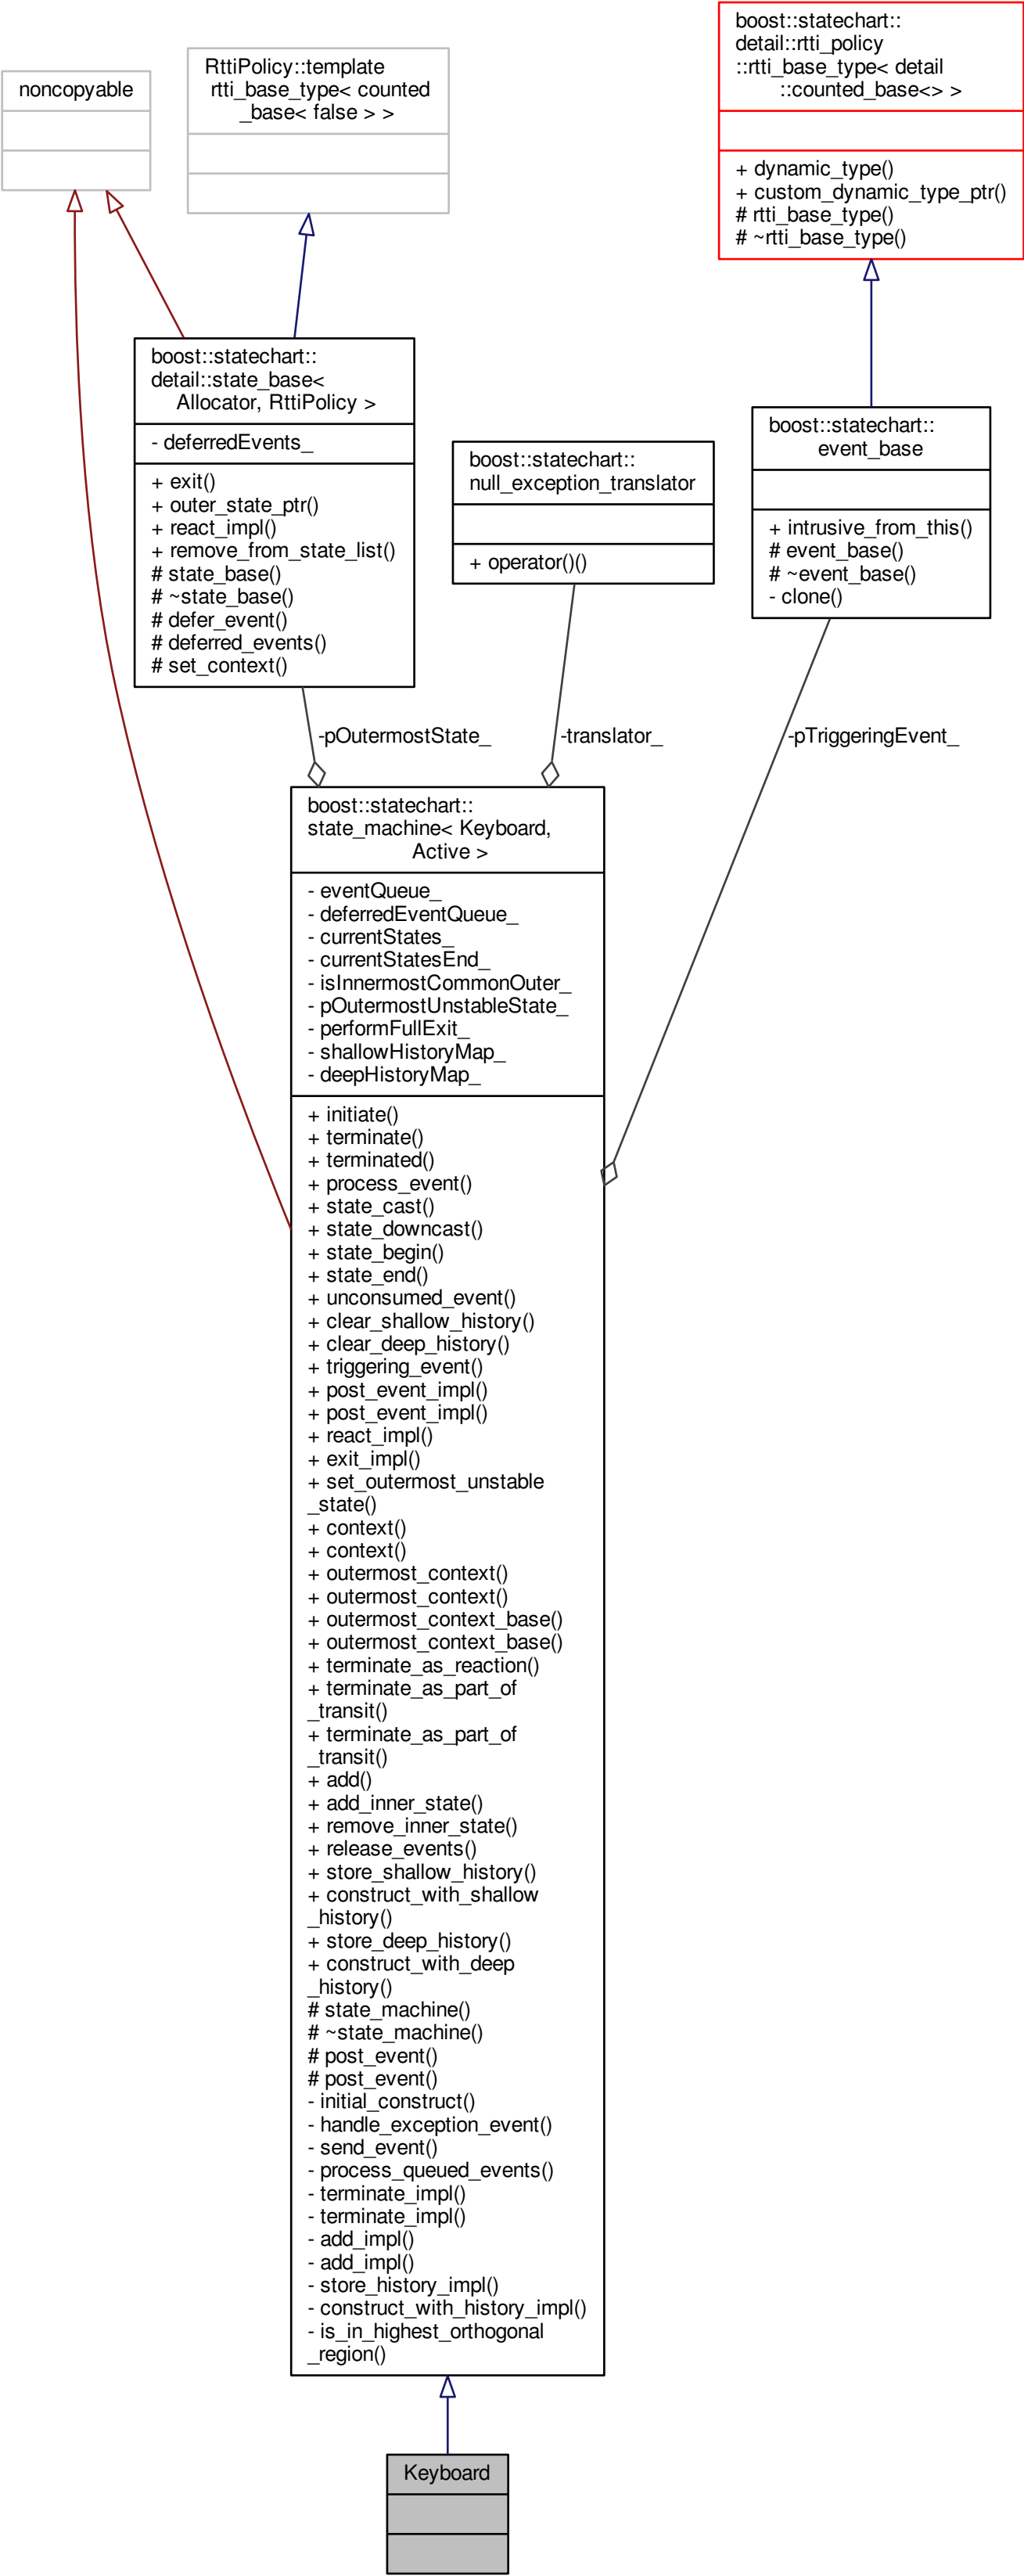 noncopyable
RttiPolicy::template
rtti_base_type< counted
_base< false > >
boost::statechart::
detail::rtti_policy
::rtti_base_type< detail
::counted_base<> >
+ dynamic_type()
+ custom_dynamic_type_ptr()
# rtti_base_type()
# ~rtti_base_type()
boost::statechart::
detail::state_base<
Allocator, RttiPolicy >
- deferredEvents_
+ exit()
+ outer_state_ptr()
+ react_impl()
+ remove_from_state_list()
# state_base()
# ~state_base()
# defer_event()
# deferred_events()
# set_context()
boost::statechart::
null_exception_translator
+ operator()()
boost::statechart::
event_base
+ intrusive_from_this()
# event_base()
# ~event_base()
- clone()
-pOutermostState_
-translator_
-pTriggeringEvent_
boost::statechart::
state_machine< Keyboard,
Active >
- eventQueue_
- deferredEventQueue_
- currentStates_
- currentStatesEnd_
- isInnermostCommonOuter_
- pOutermostUnstableState_
- performFullExit_
- shallowHistoryMap_
- deepHistoryMap_
+ initiate()
+ terminate()
+ terminated()
+ process_event()
+ state_cast()
+ state_downcast()
+ state_begin()
+ state_end()
+ unconsumed_event()
+ clear_shallow_history()
+ clear_deep_history()
+ triggering_event()
+ post_event_impl()
+ post_event_impl()
+ react_impl()
+ exit_impl()
+ set_outermost_unstable
_state()
+ context()
+ context()
+ outermost_context()
+ outermost_context()
+ outermost_context_base()
+ outermost_context_base()
+ terminate_as_reaction()
+ terminate_as_part_of
_transit()
+ terminate_as_part_of
_transit()
+ add()
+ add_inner_state()
+ remove_inner_state()
+ release_events()
+ store_shallow_history()
+ construct_with_shallow
_history()
+ store_deep_history()
+ construct_with_deep
_history()
# state_machine()
# ~state_machine()
# post_event()
# post_event()
- initial_construct()
- handle_exception_event()
- send_event()
- process_queued_events()
- terminate_impl()
- terminate_impl()
- add_impl()
- add_impl()
- store_history_impl()
- construct_with_history_impl()
- is_in_highest_orthogonal
_region()
Keyboard